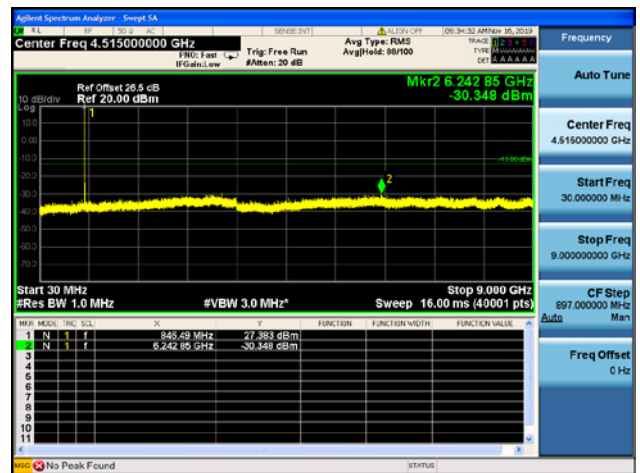 Agilent Spectrum Analyzer - Swept SA
RL RF 50 Ω AC SENSE:INT ALIGN OFF 09:34:32 AM Nov 16, 2019
Center Freq 4.515000000 GHz
PNO: Fast
IFGain:Low
Trig: Free Run
#Atten: 20 dB
Avg Type: RMS
Avg|Hold: 88/100
TRACE 1 2 3 4 5 6
TYPE
DET A A A A A A
Ref Offset 26.5 dB
Ref 20.00 dBm
10 dB/div
Log
Mkr2 6.242 85 GHz
-30.348 dBm
10.0
0.00
-10.0
-20.0
-30.0
-40.0
-50.0
-60.0
-70.0
1
2
-13.00 dBm
Start 30 MHz
#Res BW 1.0 MHz
#VBW 3.0 MHz*
Stop 9.000 GHz
Sweep 16.00 ms (40001 pts)
MKR MODE TRC SCL X Y FUNCTION FUNCTION WIDTH FUNCTION VALUE
1 N 1 f 845.49 MHz 27.383 dBm
2 N 1 f 6.242 85 GHz -30.348 dBm
3
4
5
6
7
8
9
10
11
MSG No Peak Found
STATUS
Frequency
Auto Tune
Center Freq
4.515000000 GHz
Start Freq
30.000000 MHz
Stop Freq
9.000000000 GHz
CF Step
897.000000 MHz
Auto Man
Freq Offset
0 Hz